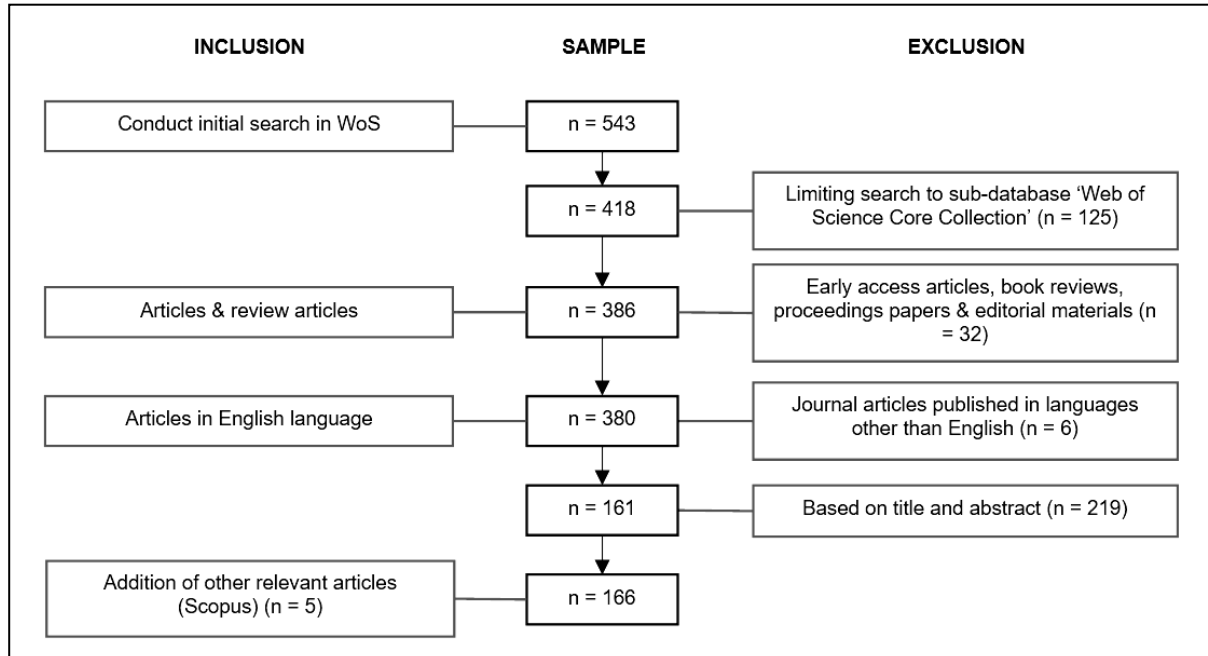 INCLUSION SAMPLE EXCLUSION
Conduct initial search in WoS
n = 543
n = 418
Limiting search to sub-database ‘Web of
Science Core Collection’ (n = 125)
Articles & review articles
n = 386
Early access articles, book reviews,
proceedings papers & editorial materials (n
= 32)
Articles in English language
n = 380
Journal articles published in languages
other than English (n = 6)
n = 161
Based on title and abstract (n = 219)
Addition of other relevant articles
(Scopus) (n = 5)
n = 166